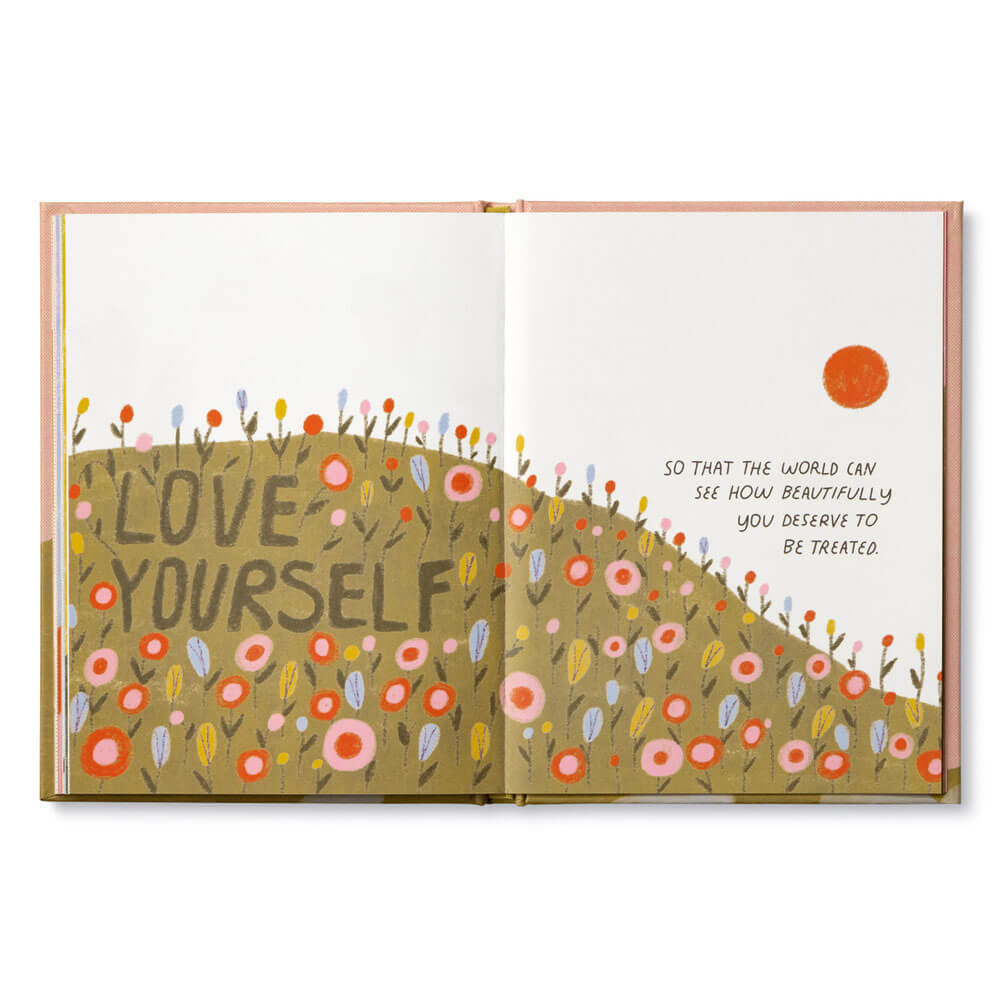 LOVE
YOURSELF
SO THAT THE WORLD CAN
SEE HOW BEAUTIFULLY
YOU DESERVE TO
BE TREATED.